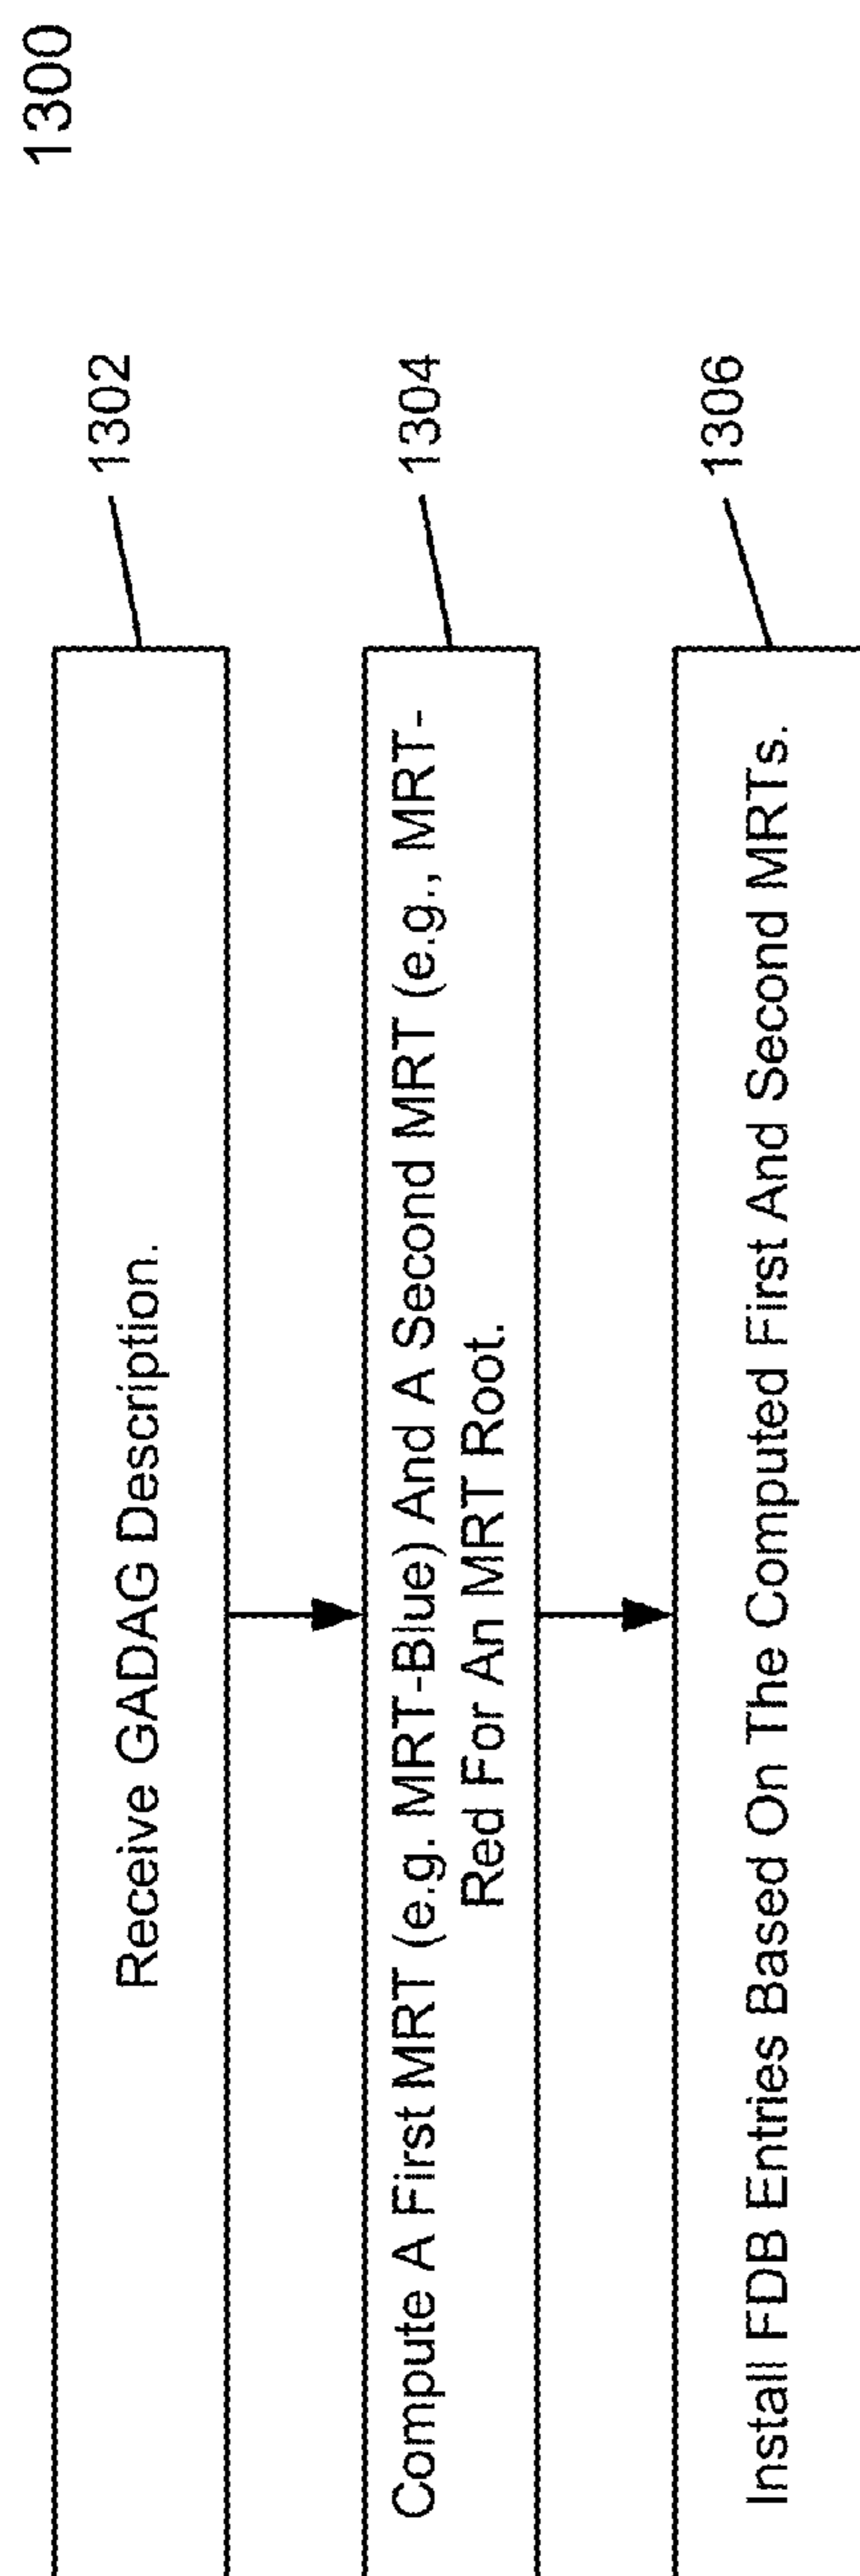 1300
Receive GADAG Description.
1302
Compute A First MRT (e.g. MRT-Blue) And A Second MRT (e.g., MRT-
Red For An MRT Root.
1304
Install FDB Entries Based On The Computed First And Second MRTs.
1306